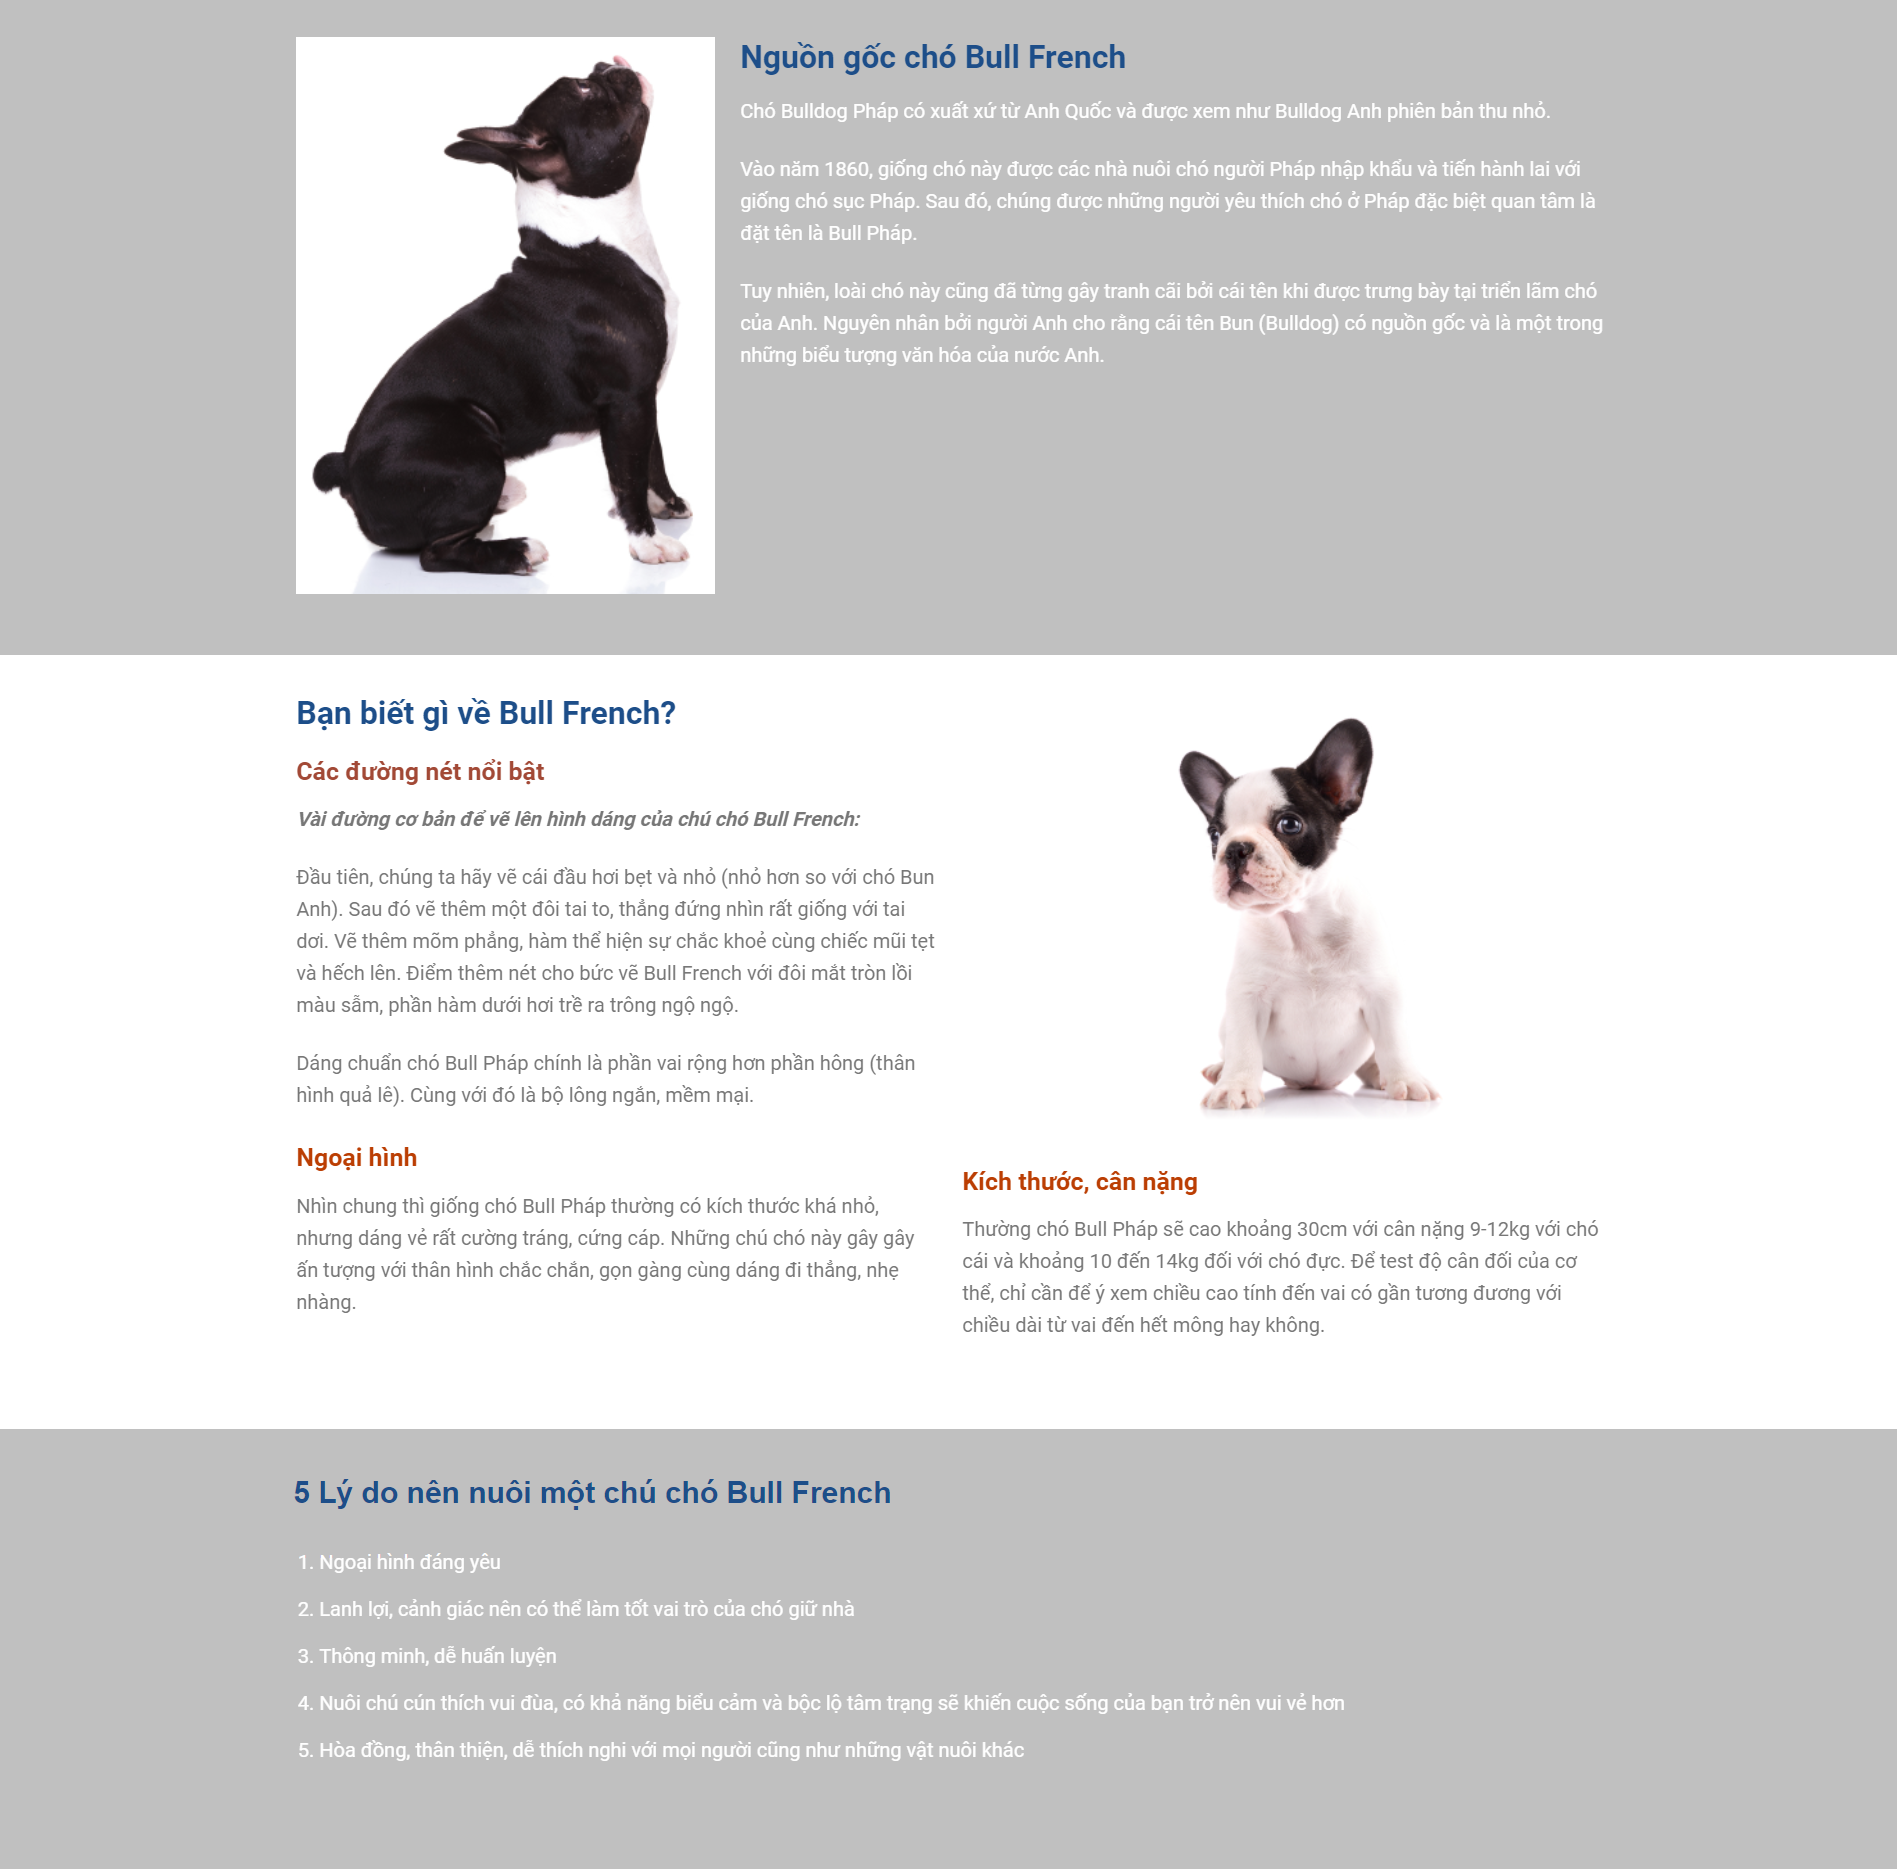 Nguồn gốc chó Bull French
Chó Bulldog Pháp có xuất xứ từ Anh Quốc và được xem như Bulldog Anh phiên bản thu nhỏ.
Vào năm 1860, giống chó này được các nhà nuôi chó người Pháp nhập khẩu và tiến hành lai với
giống chó sục Pháp. Sau đó, chúng được những người yêu thích chó ở Pháp đặc biệt quan tâm là
đặt tên là Bull Pháp.
Tuy nhiên, loài chó này cũng đã từng gây tranh cãi bởi cái tên khi được trưng bày tại triển lãm chó
của Anh. Nguyên nhân bởi người Anh cho rằng cái tên Bun (Bulldog) có nguồn gốc và là một trong
những biểu tượng văn hóa của nước Anh.
Bạn biết gì về Bull French?
Các đường nét nổi bật
Vài đường cơ bản để vẽ lên hình dáng của chú chó Bull French:
Đầu tiên, chúng ta hãy vẽ cái đầu hơi bẹt và nhỏ (nhỏ hơn so với chó Bun
Anh). Sau đó vẽ thêm một đôi tai to, thẳng đứng nhìn rất giống với tai
dơi. Vẽ thêm mõm phẳng, hàm thể hiện sự chắc khoẻ cùng chiếc mũi tẹt
và hếch lên. Điểm thêm nét cho bức vẽ Bull French với đôi mắt tròn lồi
màu sẫm, phần hàm dưới hơi trề ra trông ngộ ngộ.
Dáng chuẩn chó Bull Pháp chính là phần vai rộng hơn phần hông (thân
hình quả lê). Cùng với đó là bộ lông ngắn, mềm mại.
Ngoại hình
Nhìn chung thì giống chó Bull Pháp thường có kích thước khá nhỏ,
nhưng dáng vẻ rất cường tráng, cứng cáp. Những chú chó này gây gây
ấn tượng với thân hình chắc chắn, gọn gàng cùng dáng đi thẳng, nhẹ
nhàng.
Kích thước, cân nặng
Thường chó Bull Pháp sẽ cao khoảng 30cm với cân nặng 9-12kg với chó
cái và khoảng 10 đến 14kg đối với chó đực. Để test độ cân đối của cơ
thể, chỉ cần để ý xem chiều cao tính đến vai có gần tương đương với
chiều dài từ vai đến hết mông hay không.
5 Lý do nên nuôi một chú chó Bull French
1. Ngoại hình đáng yêu
2. Lanh lợi, cảnh giác nên có thể làm tốt vai trò của chó giữ nhà
3. Thông minh, dễ huấn luyện
4. Nuôi chú cún thích vui đùa, có khả năng biểu cảm và bộc lộ tâm trạng sẽ khiến cuộc sống của bạn trở nên vui vẻ hơn
5. Hòa đồng, thân thiện, dễ thích nghi với mọi người cũng như những vật nuôi khác